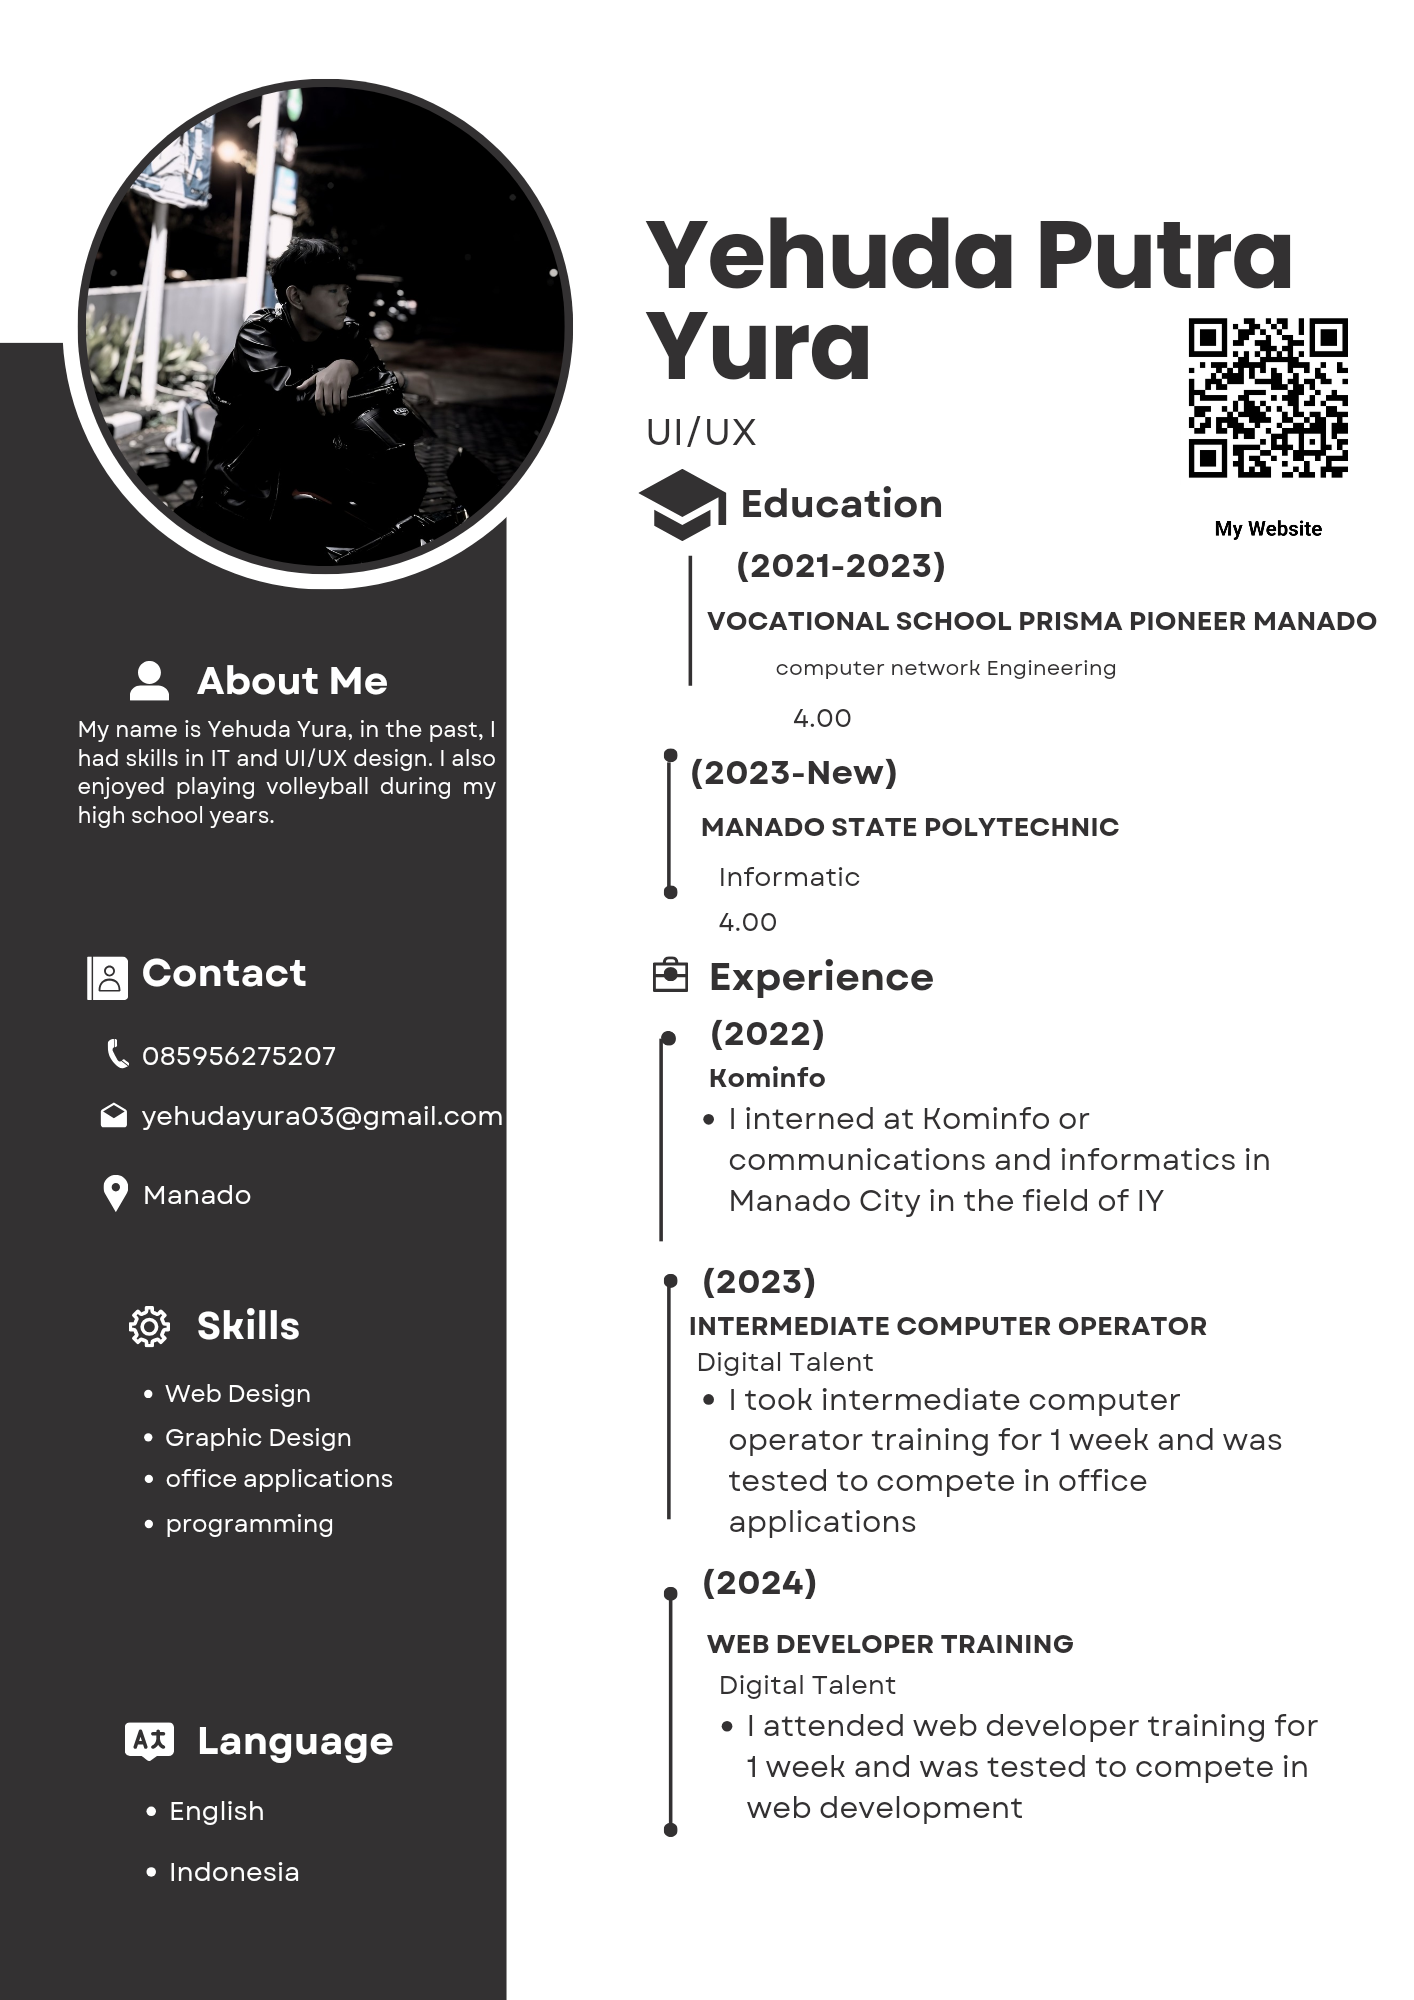 Yehuda Putra
Yura
UI/UX
My Website
Education
(2021-2023)
VOCATIONAL SCHOOL PRISMA PIONEER MANADO
computer network Engineering
4.00
(2023-New)
MANADO STATE POLYTECHNIC
Informatic
4.00
Experience
(2022)
Kominfo
• I interned at Kominfo or
communications and informatics in
Manado City in the field of IY
(2023)
INTERMEDIATE COMPUTER OPERATOR
Digital Talent
• I took intermediate computer
operator training for 1 week and was
tested to compete in office
applications
(2024)
WEB DEVELOPER TRAINING
Digital Talent
• I attended web developer training for
1 week and was tested to compete in
web development
About Me
My name is Yehuda Yura, in the past, I
had skills in IT and UI/UX design. I also
enjoyed playing volleyball during my
high school years.
Contact
085956275207
yehudayura03@gmail.com
Manado
Skills
• Web Design
• Graphic Design
• office applications
• programming
Language
• English
• Indonesia